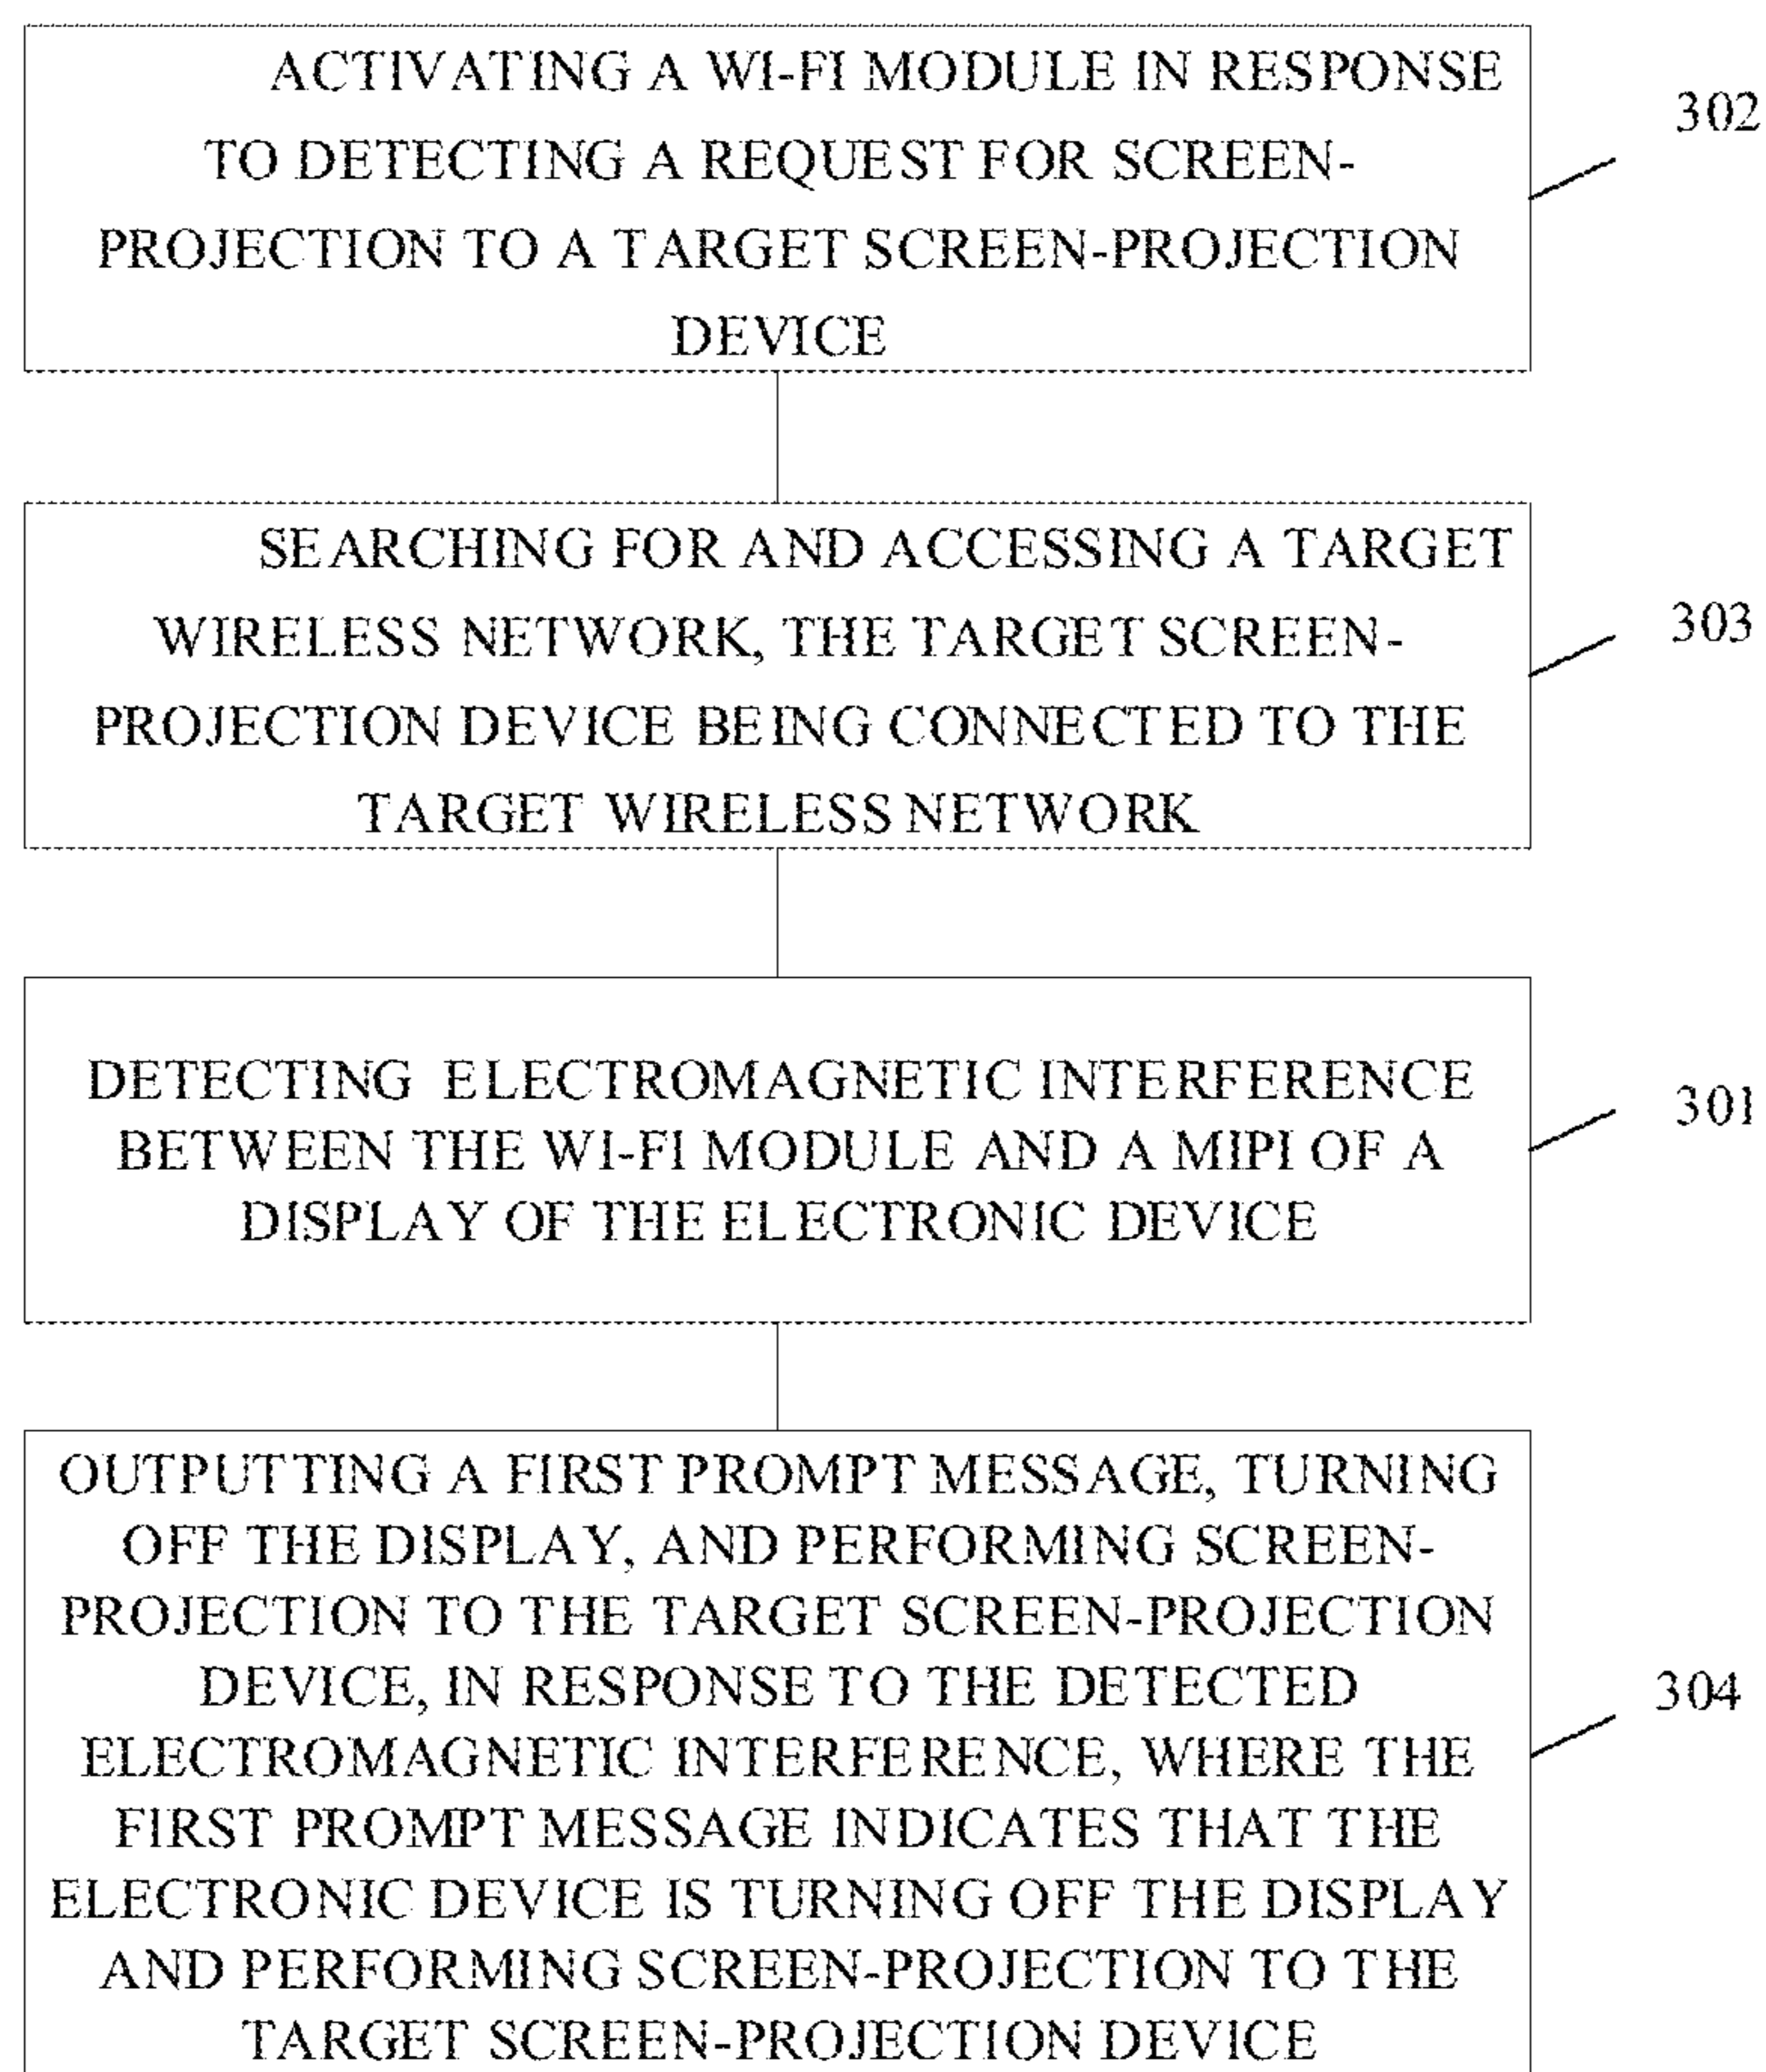 ACTIVATING A WI-FI MODULE IN RESPONSE
TO DETECTING A REQUEST FOR SCREEN-
PROJECTION TO A TARGET SCREEN-PROJECTION
DEVICE
302
SEARCHING FOR AND ACCESSING A TARGET
WIRELESS NETWORK, THE TARGET SCREEN-
PROJECTION DEVICE BEING CONNECTED TO THE
TARGET WIRELESS NETWORK
303
DETECTING ELECTROMAGNETIC INTERFERENCE
BETWEEN THE WI-FI MODULE AND A MIPI OF A
DISPLAY OF THE ELECTRONIC DEVICE
301
OUTPUTTING A FIRST PROMPT MESSAGE, TURNING
OFF THE DISPLAY, AND PERFORMING SCREEN-
PROJECTION TO THE TARGET SCREEN-PROJECTION
DEVICE, IN RESPONSE TO THE DETECTED
ELECTROMAGNETIC INTERFERENCE, WHERE THE
FIRST PROMPT MESSAGE INDICATES THAT THE
ELECTRONIC DEVICE IS TURNING OFF THE DISPLAY
AND PERFORMING SCREEN-PROJECTION TO THE
TARGET SCREEN-PROJECTION DEVICE
304